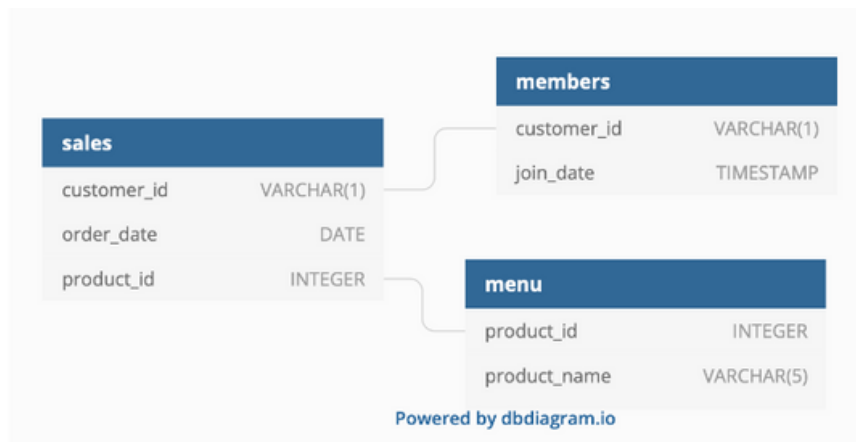 sales
customer_id VARCHAR(1)
order_date DATE
product_id INTEGER
members
customer_id VARCHAR(1)
join_date TIMESTAMP
menu
product_id INTEGER
product_name VARCHAR(5)
Powered by dbdiagram.io